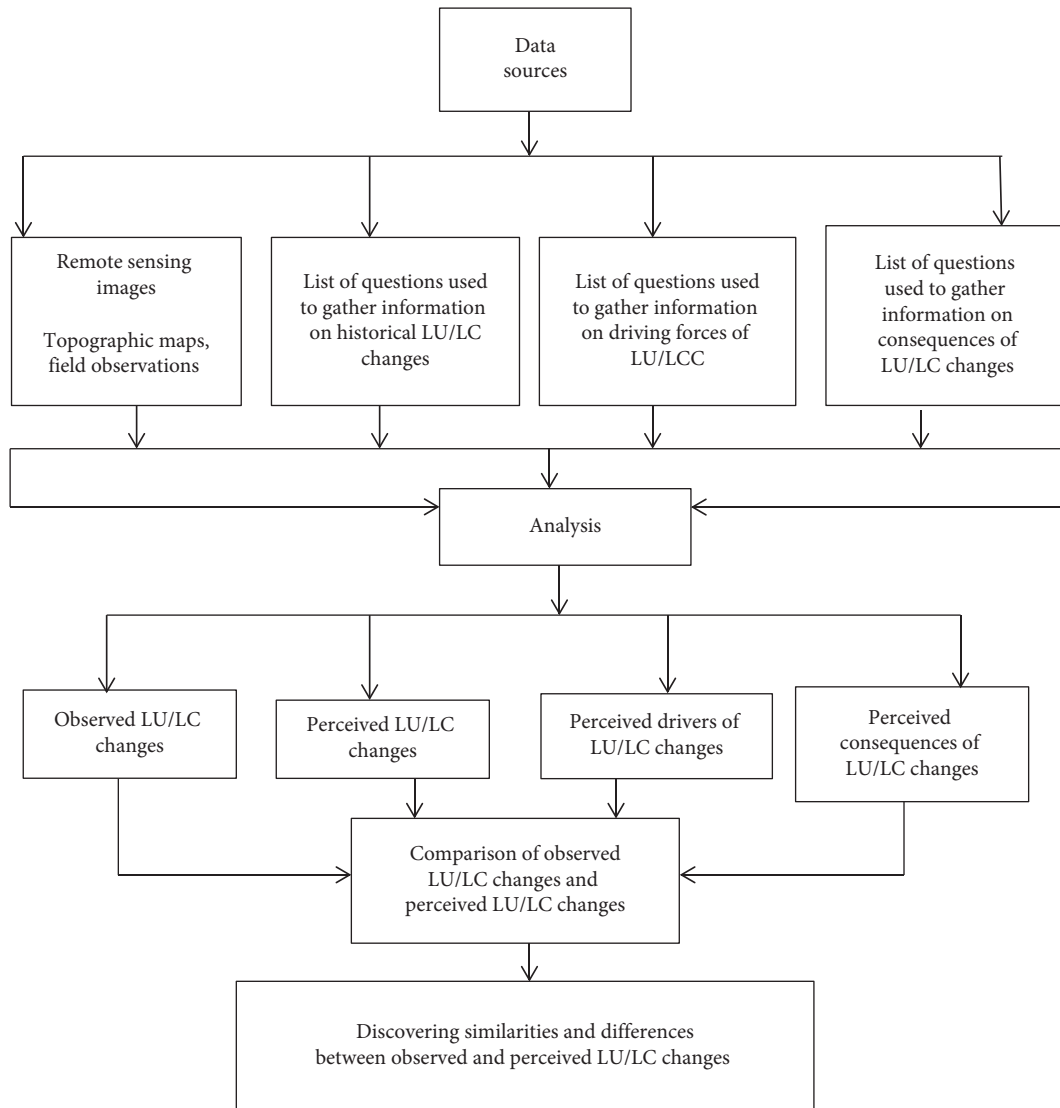 Data
sources
Remote sensing
images
Topographic maps,
field observations
List of questions used
to gather information
on historical LU/LC
changes
List of questions used
to gather information
on driving forces of
LU/LCC
List of questions
used to gather
information on
consequences of
LU/LC changes
Analysis
Observed LU/LC
changes
Perceived LU/LC
changes
Perceived drivers of
LU/LC changes
Perceived
consequences of
LU/LC changes
Comparison of observed
LU/LC changes and
perceived LU/LC changes
Discovering similarities and differences
between observed and perceived LU/LC changes